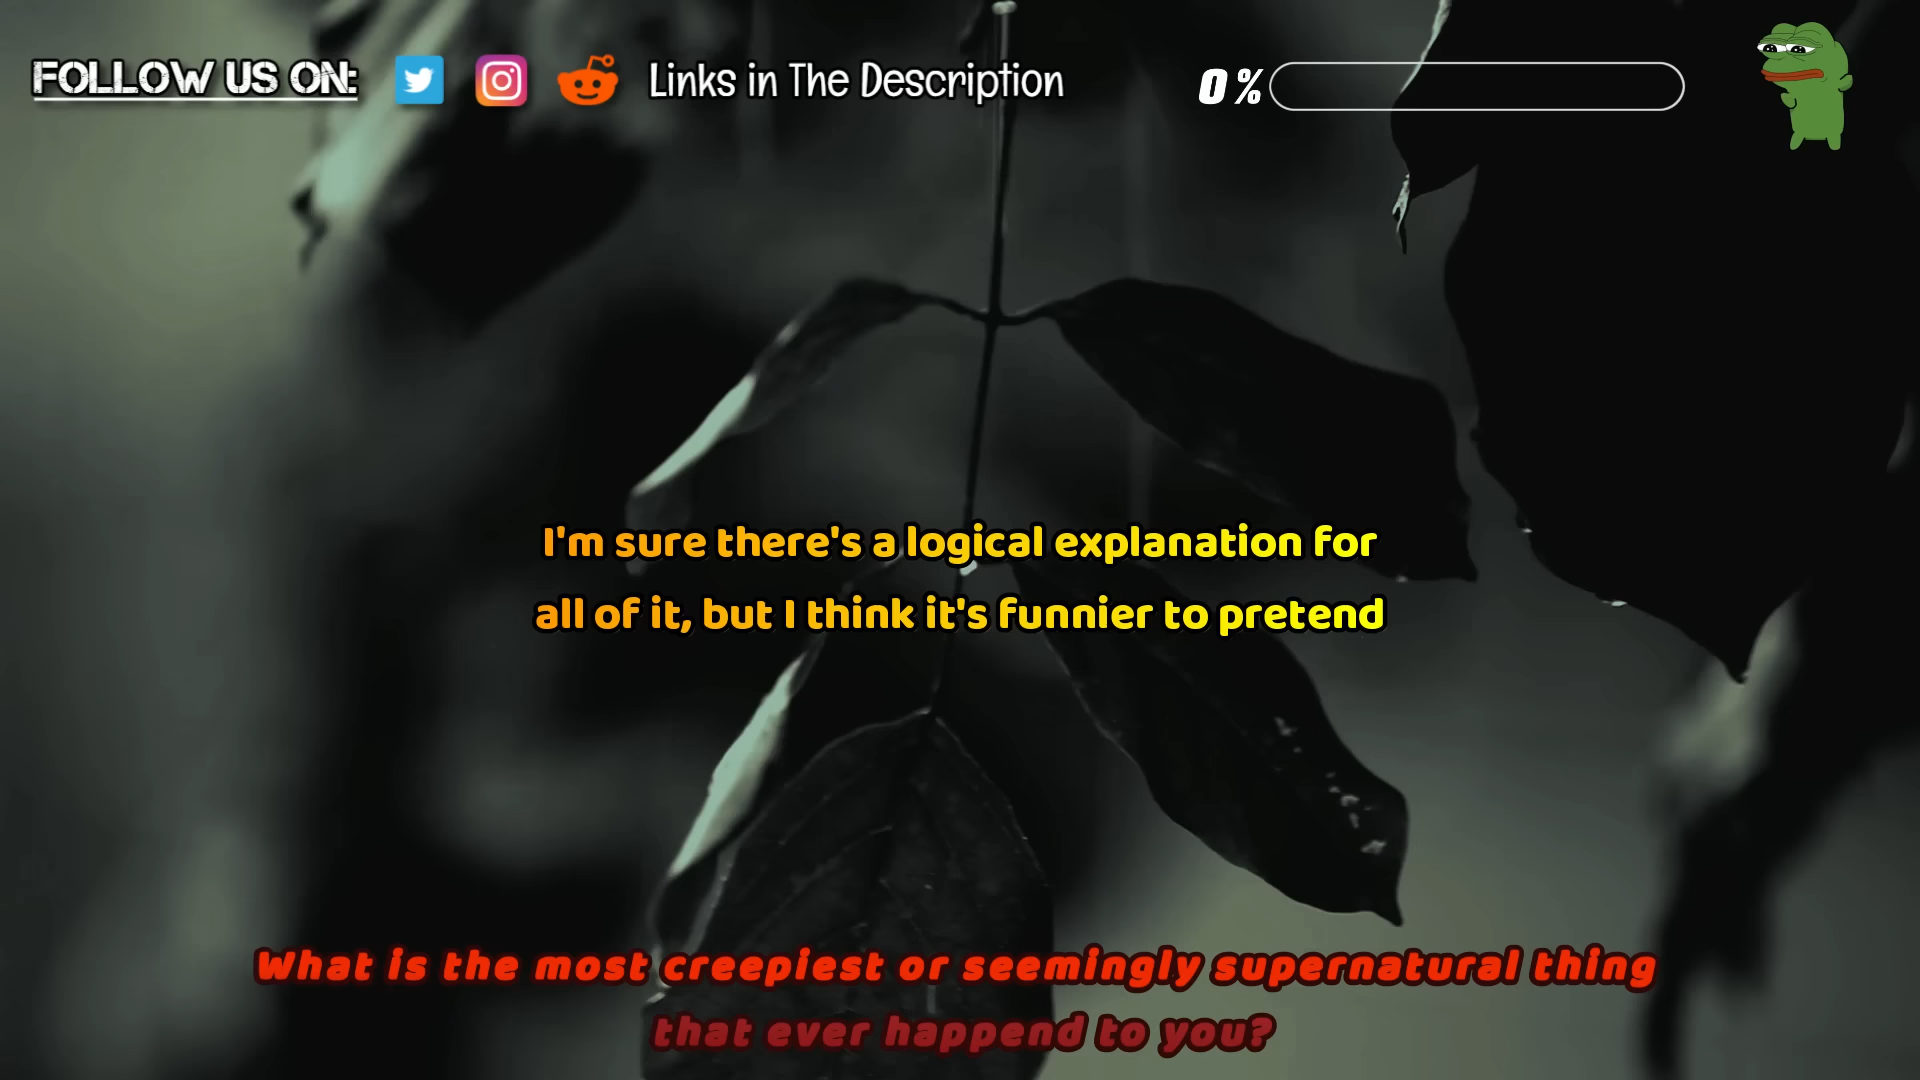 FOLLOW US ON:
Links in The Description
0%
I'm sure there's a logical explanation for
all of it, but I think it's funnier to pretend
What is the most creepiest or seemingly supernatural thing
that ever happend to you?